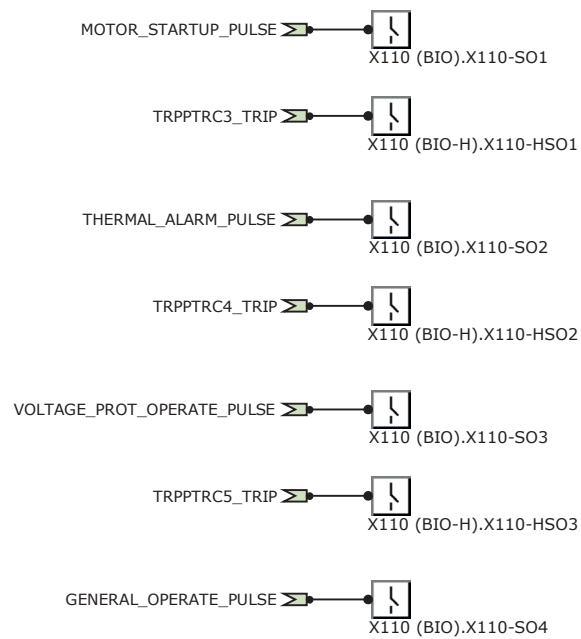 MOTOR_STARTUP_PULSE
X110 (BIO).X110-SO1
TRPPTRC3_TRIP
X110 (BIO-H).X110-HSO1
THERMAL_ALARM_PULSE
X110 (BIO).X110-SO2
TRPPTRC4_TRIP
X110 (BIO-H).X110-HSO2
VOLTAGE_PROT_OPERATE_PULSE
X110 (BIO).X110-SO3
TRPPTRC5_TRIP
X110 (BIO-H).X110-HSO3
GENERAL_OPERATE_PULSE
X110 (BIO).X110-SO4